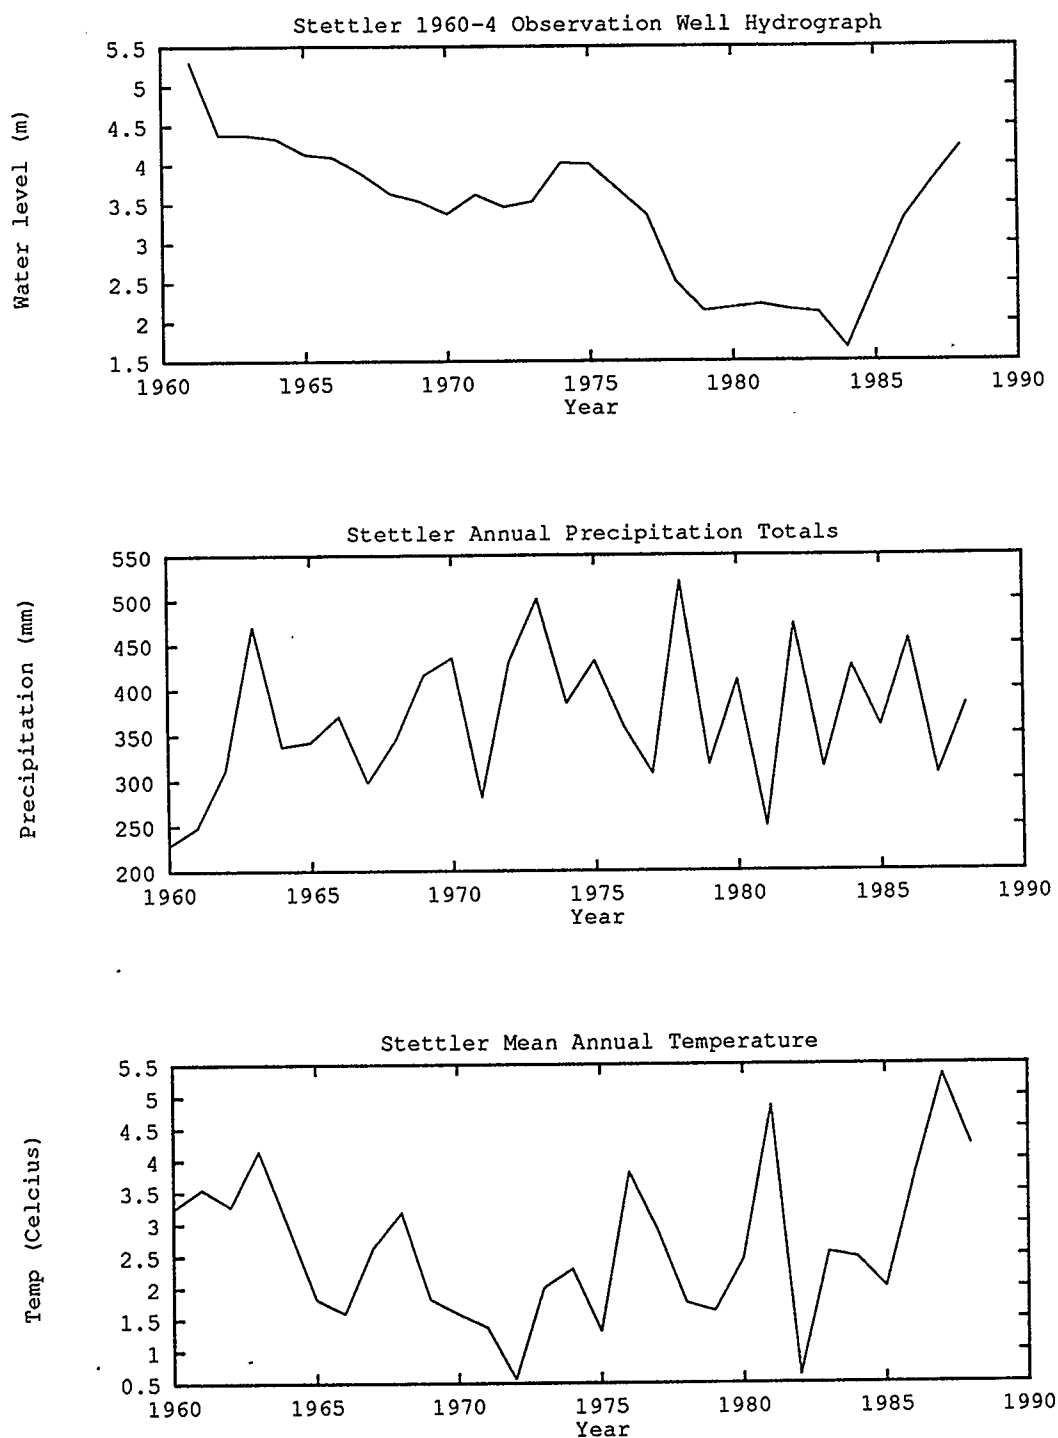 Stettler 1960-4 Observation Well Hydrograph
Water level (m)
5.5
5
4.5
4
3.5
3
2.5
2
1.5
1960 1965 1970 1975 1980 1985 1990
Year
Stettler Annual Precipitation Totals
Precipitation (mm)
550
500
450
400
350
300
250
200
1960 1965 1970 1975 1980 1985 1990
Year
Stettler Mean Annual Temperature
Temp (Celcius)
5.5
5
4.5
4
3.5
3
2.5
2
1.5
1
0.5
1960 1965 1970 1975 1980 1985 1990
Year